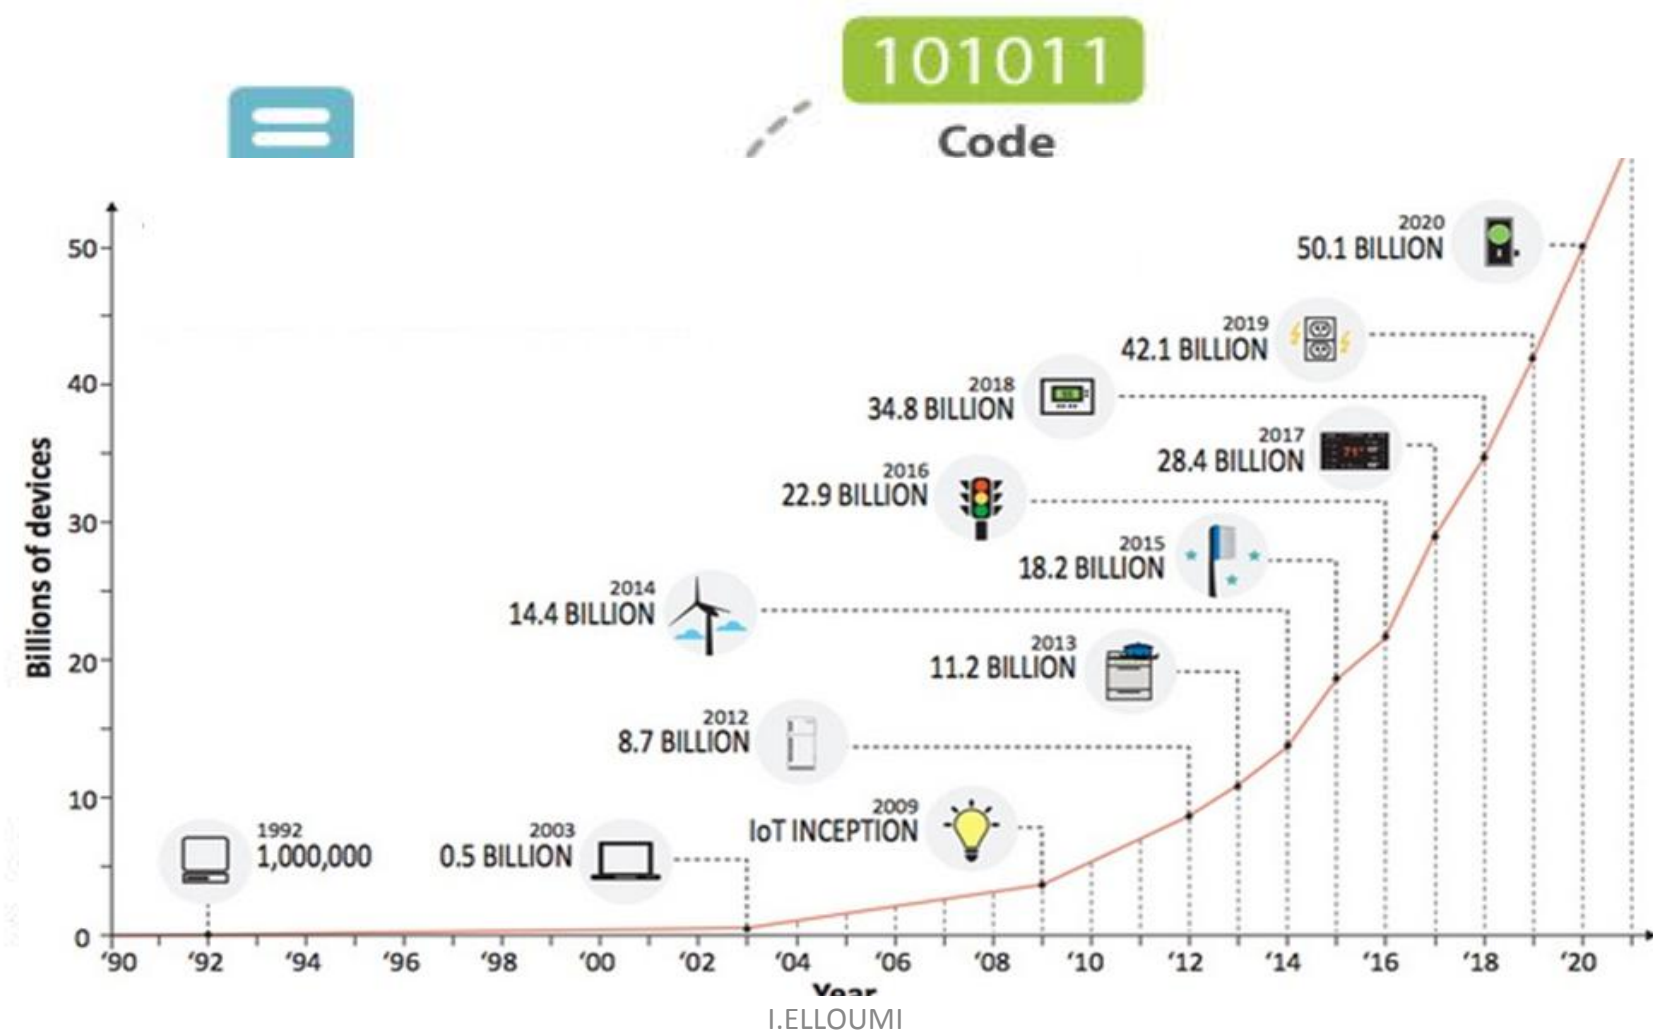 101011
Code
50
2020
50.1 BILLION
2019
42.1 BILLION
40
2018
34.8 BILLION
2017
28.4 BILLION
2016
22.9 BILLION
30
2015
18.2 BILLION
2014
14.4 BILLION
Billions of devices
20
2013
11.2 BILLION
2012
8.7 BILLION
10
2009
IoT INCEPTION
1992
1,000,000
2003
0.5 BILLION
0
'90 '92 '94 '96 '98 '00 '02 '04 '06 '08 '10 '12 '14 '16 '18 '20
Year
I.ELLOUMI